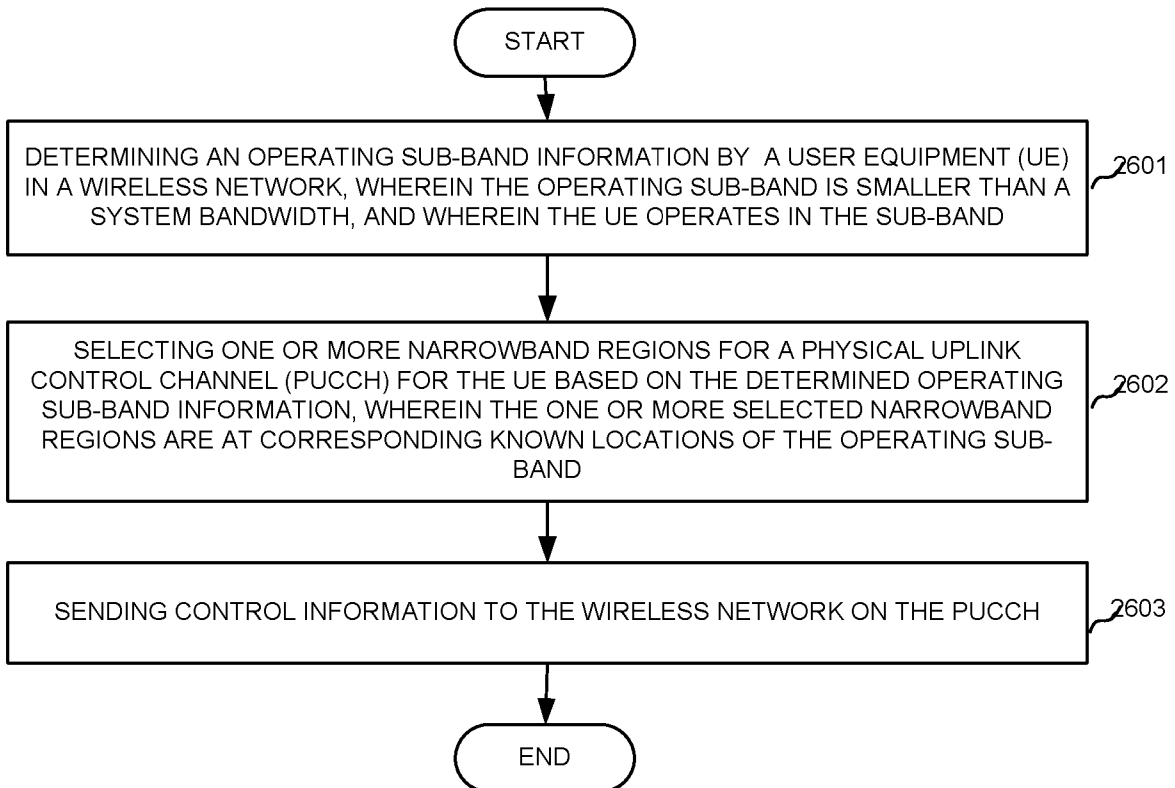 START
DETERMINING AN OPERATING SUB-BAND INFORMATION BY A USER EQUIPMENT (UE)
IN A WIRELESS NETWORK, WHEREIN THE OPERATING SUB-BAND IS SMALLER THAN A
SYSTEM BANDWIDTH, AND WHEREIN THE UE OPERATES IN THE SUB-BAND
2601
SELECTING ONE OR MORE NARROWBAND REGIONS FOR A PHYSICAL UPLINK
CONTROL CHANNEL (PUCCH) FOR THE UE BASED ON THE DETERMINED OPERATING
SUB-BAND INFORMATION, WHEREIN THE ONE OR MORE SELECTED NARROWBAND
REGIONS ARE AT CORRESPONDING KNOWN LOCATIONS OF THE OPERATING SUB-
BAND
2602
SENDING CONTROL INFORMATION TO THE WIRELESS NETWORK ON THE PUCCH
2603
END